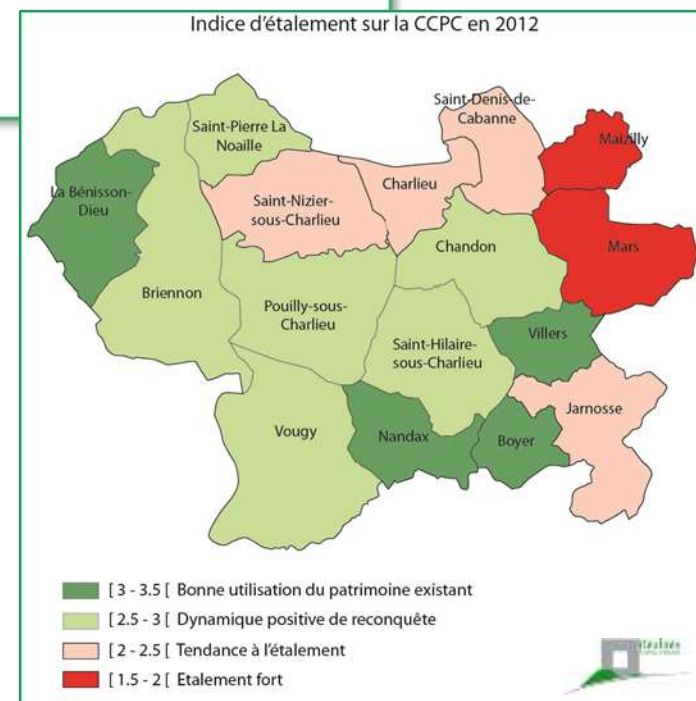 Indice d'étalement sur la CCPC en 2012
Saint-Denis-de-
Cabanne
Saint-Pierre La
Noaille
Maizilly
La Bénisson-
Dieu
Saint-Nizier-
sous-Charlieu
Charlieu
Chandon
Mars
Briennon
Pouilly-sous-
Charlieu
Saint-Hilaire-
sous-Charlieu
Villers
Jarnosse
Vougy
Nandax
Boyer
[ 3 - 3.5 [ Bonne utilisation du patrimoine existant
[ 2.5 - 3 [ Dynamique positive de reconquête
[ 2 - 2.5 [ Tendance à l'étalement
[ 1.5 - 2 [ Etalement fort